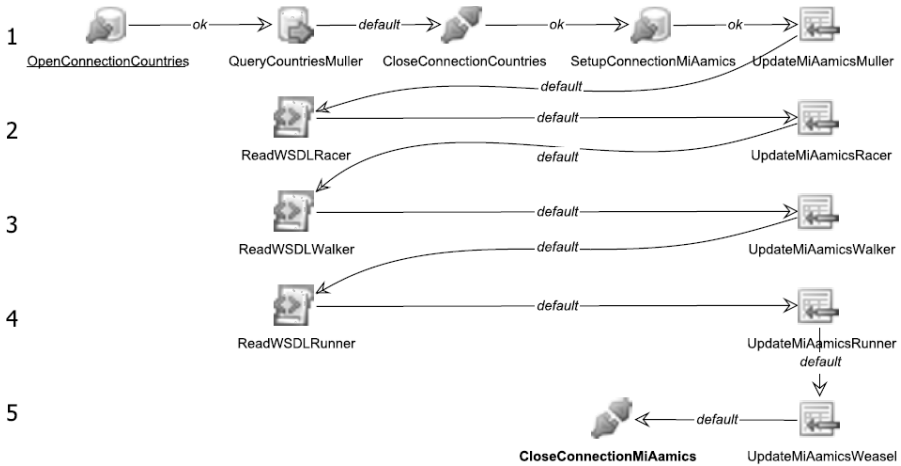 1
ok
default
ok
ok
OpenConnectionCountries
QueryCountriesMuller
CloseConnectionCountries
SetupConnectionMiAamics
UpdateMiAamicsMuller
default
2
default
ReadWSDLRacer
default
UpdateMiAamicsRacer
3
default
ReadWSDLWalker
default
UpdateMiAamicsWalker
4
default
ReadWSDLRunner
UpdateMiAamicsRunner
default
5
default
CloseConnectionMiAamics
UpdateMiAamicsWeasel